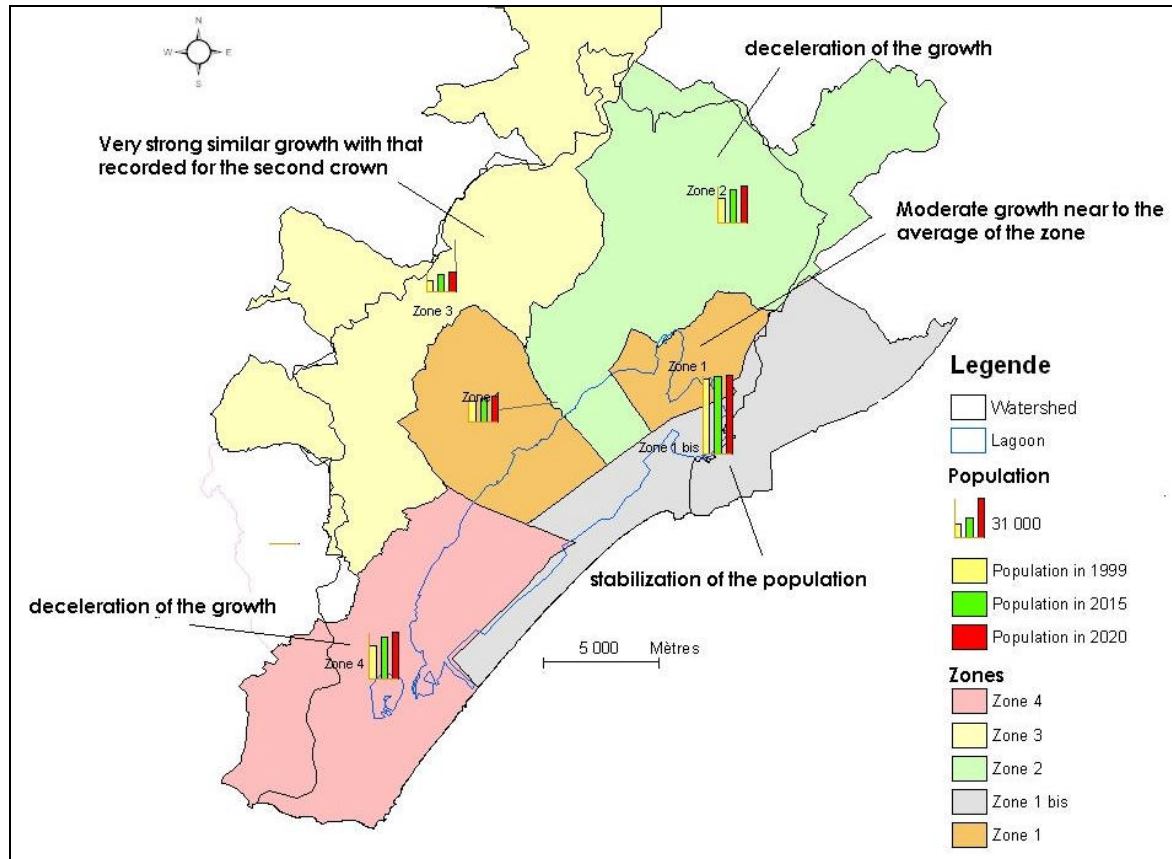 N
W E
S
deceleration of the growth
Very strong similar growth with that
recorded for the second crown
Zone 2
Moderate growth near to the
average of the zone
Zone 3
Zone 1
Zone 1
Zone 1 bis
stabilization of the population
deceleration of the growth
Zone 4
5 000 Mètres
Legende
Watershed
Lagoon
Population
31 000
Population in 1999
Population in 2015
Population in 2020
Zones
Zone 4
Zone 3
Zone 2
Zone 1 bis
Zone 1